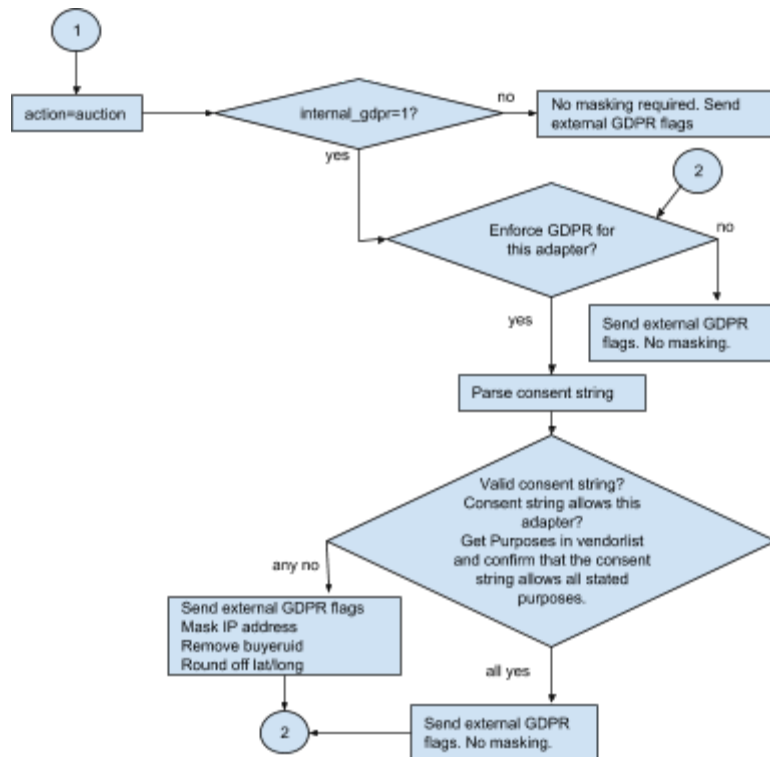 1
action=auction
internal_gdpr=1?
no
No masking required. Send
external GDPR flags
yes
2
Enforce GDPR for
this adapter?
no
Send external GDPR
flags. No masking.
yes
Parse consent string
Valid consent string?
Consent string allows this
adapter?
Get Purposes in vendorlist
and confirm that the consent
string allows all stated
purposes.
any no
Send external GDPR flags
Mask IP address
Remove buyeruid
Round off lat/long
all yes
2
Send external GDPR
flags. No masking.